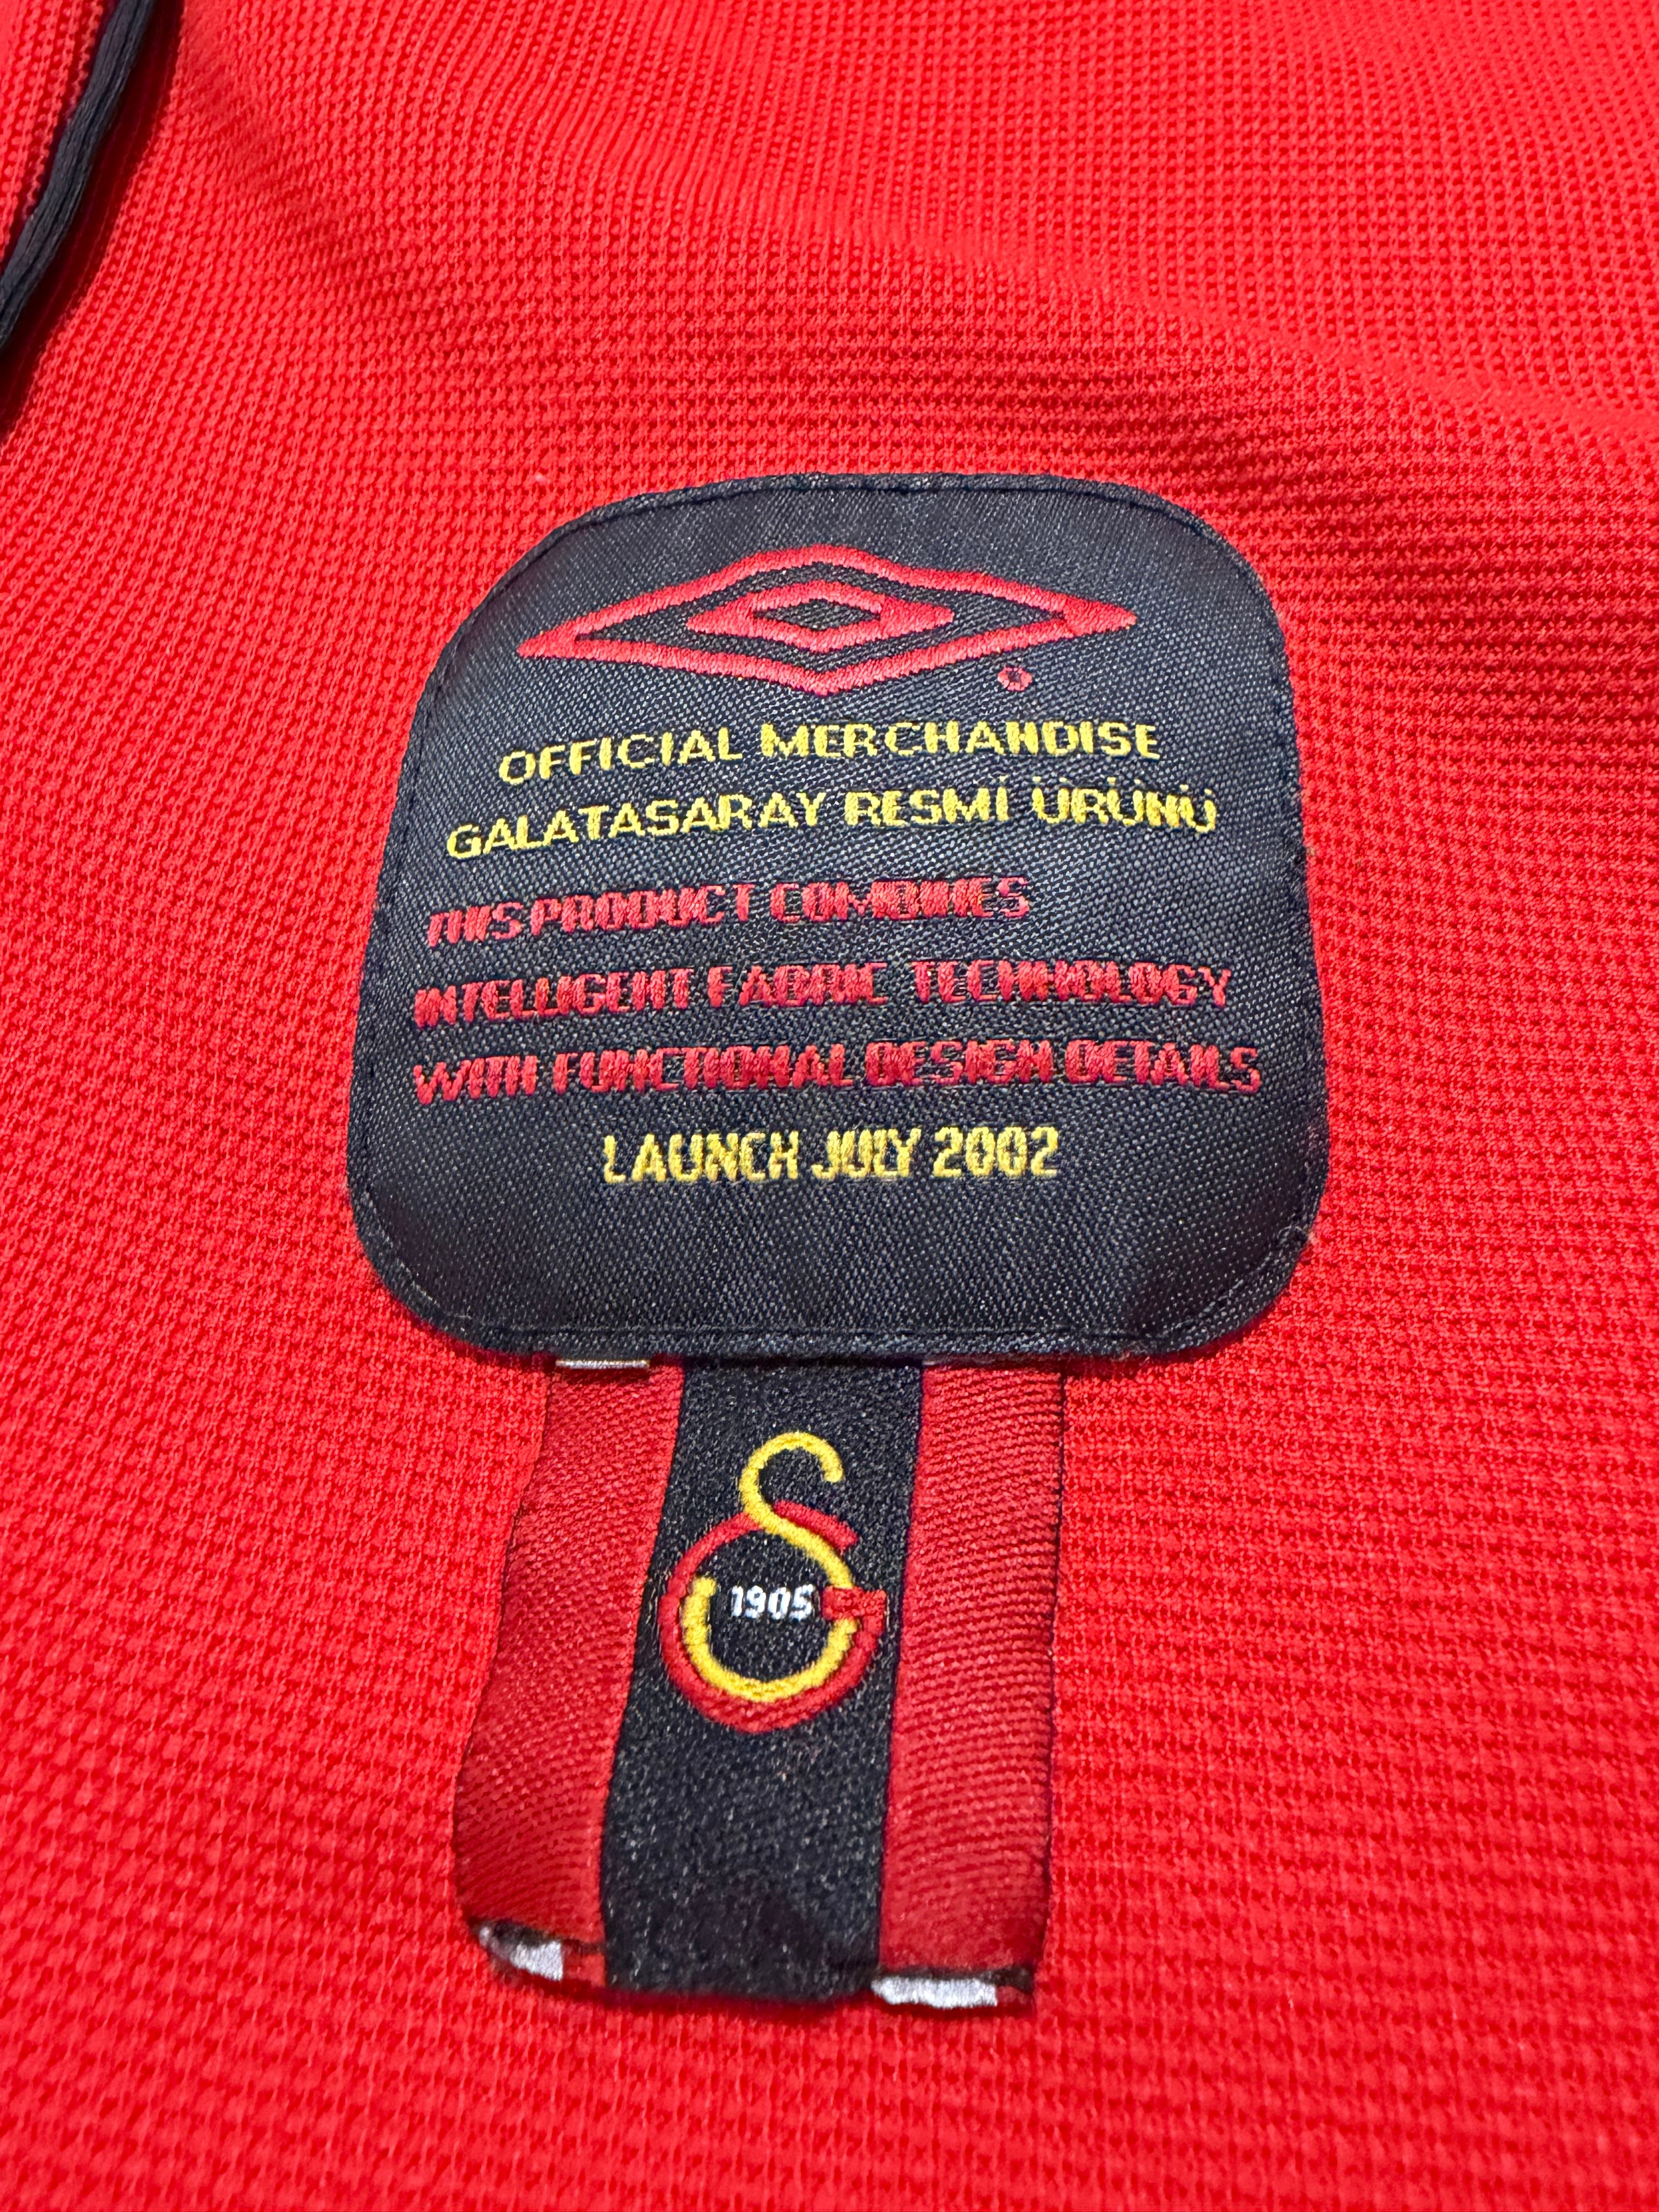 OFFICIAL MERCHANDISE
GALATASARAY RESMİ ÜRÜNÜ
THIS PRODUCT COMBINES
INTELLIGENT FABRIC TECHNOLOGY
WITH FUNCTIONAL DESIGN DETAILS
LAUNCH JULY 2002
1905